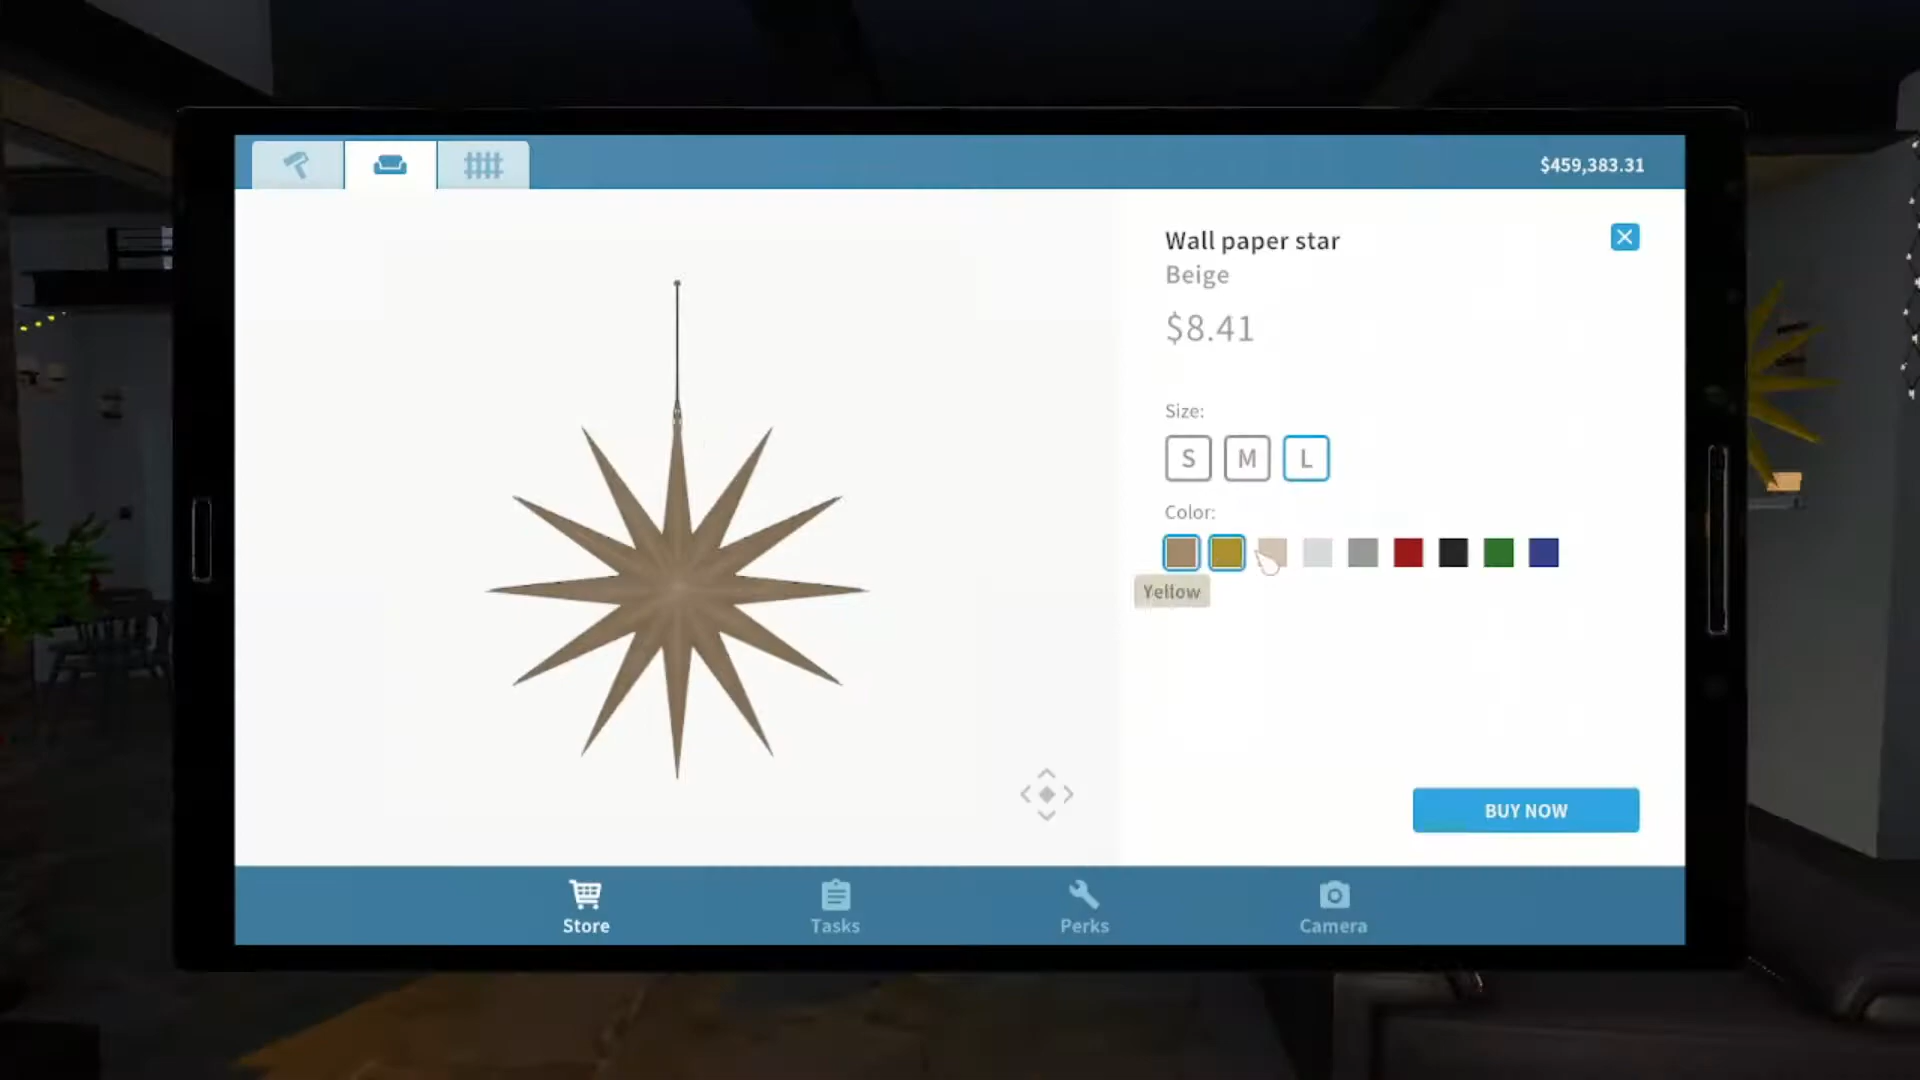 $459,383.31
Wall paper star
Beige
$8.41
Size:
S M L
Color:
Yellow
BUY NOW
Store Tasks Perks Camera